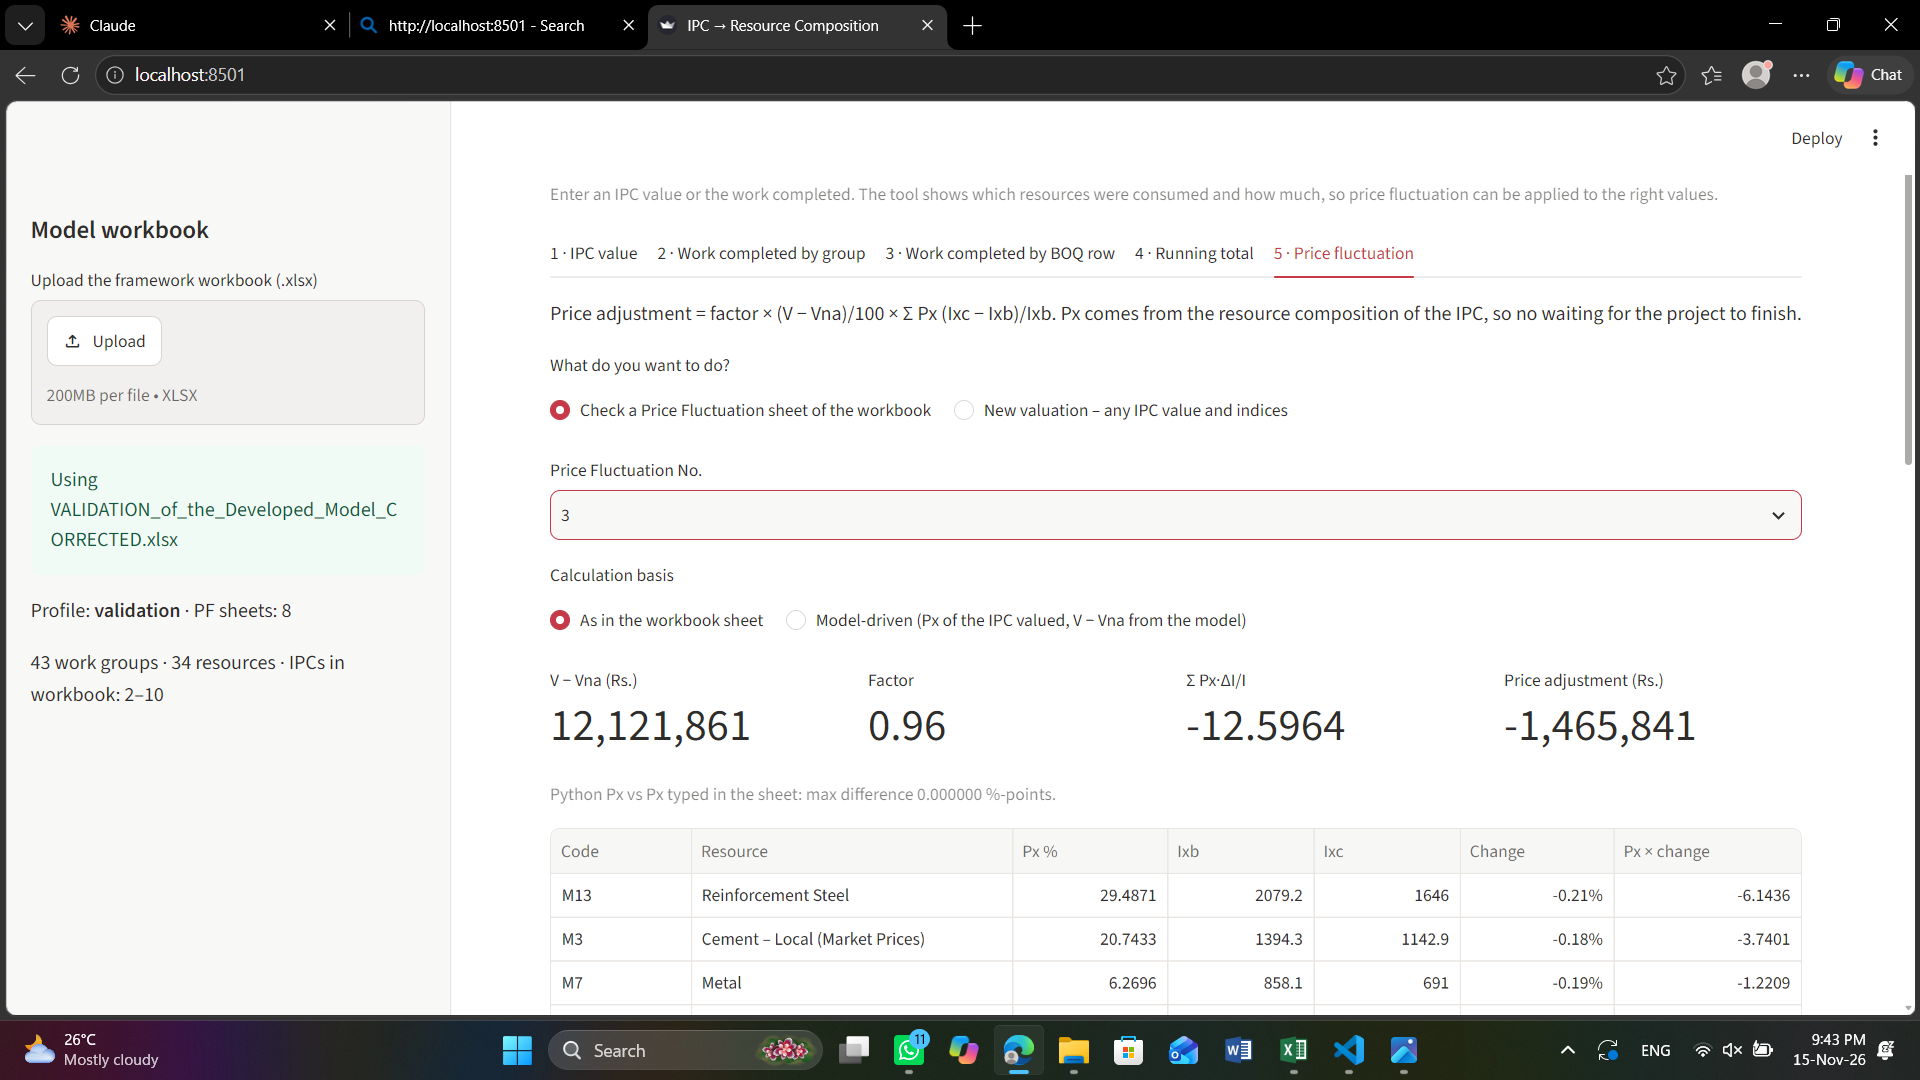 Claude
http://localhost:8501 - Search
IPC → Resource Composition
localhost:8501
Chat
Deploy
Model workbook
Upload the framework workbook (.xlsx)
Upload
200MB per file • XLSX
Using
VALIDATION_of_the_Developed_Model_C
ORRECTED.xlsx
Profile: validation · PF sheets: 8
43 work groups · 34 resources · IPCs in
workbook: 2–10
Enter an IPC value or the work completed. The tool shows which resources were consumed and how much, so price fluctuation can be applied to the right values.
1 · IPC value 2 · Work completed by group 3 · Work completed by BOQ row 4 · Running total 5 · Price fluctuation
Price adjustment = factor × (V − Vna)/100 × Σ Px (Ixc − Ixb)/Ixb. Px comes from the resource composition of the IPC, so no waiting for the project to finish.
What do you want to do?
Check a Price Fluctuation sheet of the workbook New valuation – any IPC value and indices
Price Fluctuation No.
3
Calculation basis
As in the workbook sheet Model-driven (Px of the IPC valued, V − Vna from the model)
V − Vna (Rs.) Factor Σ Px·ΔI/I Price adjustment (Rs.)
12,121,861 0.96 -12.5964 -1,465,841
Python Px vs Px typed in the sheet: max difference 0.000000 %-points.
Code Resource Px % Ixb Ixc Change Px × change
M13 Reinforcement Steel 29.4871 2079.2 1646 -0.21% -6.1436
M3 Cement – Local (Market Prices) 20.7433 1394.3 1142.9 -0.18% -3.7401
M7 Metal 6.2696 858.1 691 -0.19% -1.2209
26°C
Mostly cloudy
Search
11
ENG
9:43 PM
15-Nov-26